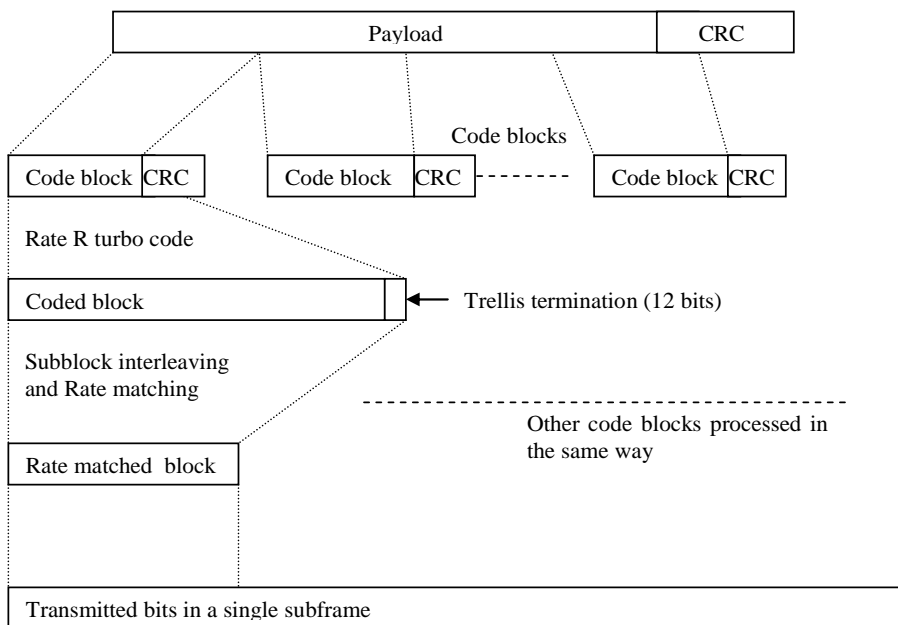 Payload CRC
Code blocks
Code block CRC Code block CRC Code block CRC
Rate R turbo code
Coded block
Trellis termination (12 bits)
Subblock interleaving
and Rate matching
Other code blocks processed in
the same way
Rate matched block
Transmitted bits in a single subframe